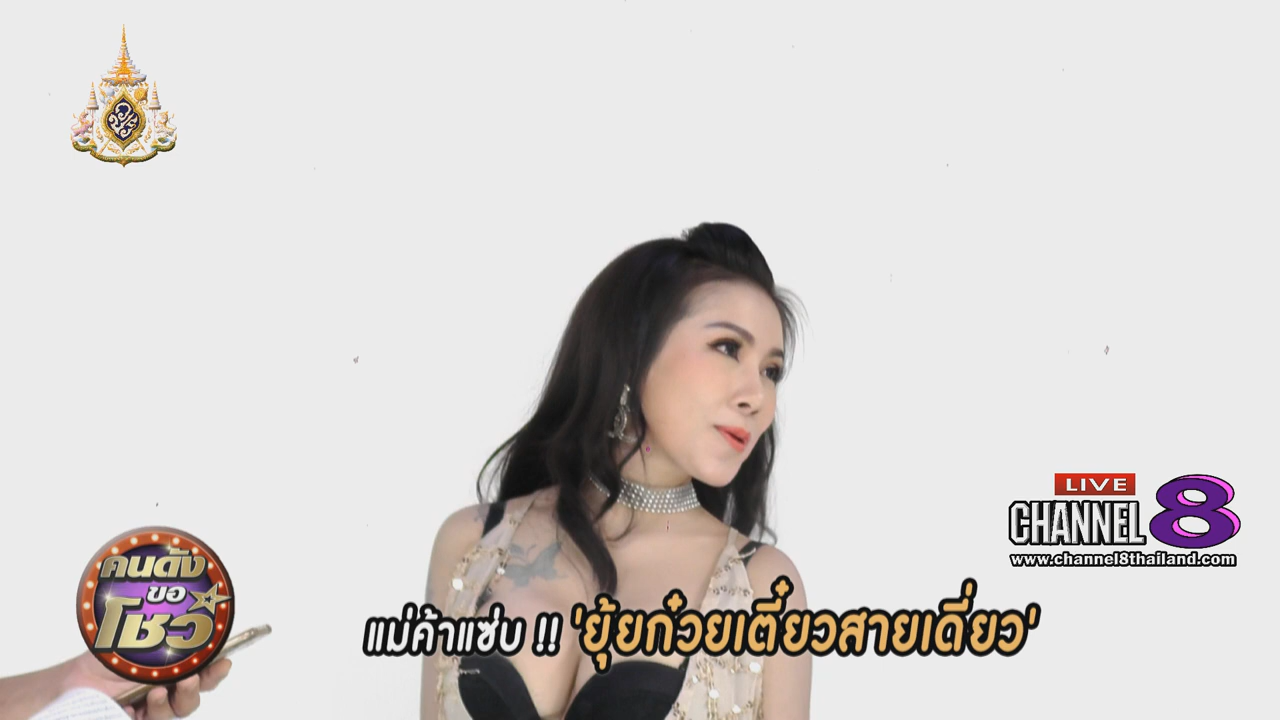 คนดัง
ขอ
โชว์
LIVE
CHANNEL 8
www.channel8thailand.com
แม่ค้าแซ่บ !! 'ยุ้ยก๋วยเตี๋ยวสายเดี่ยว'